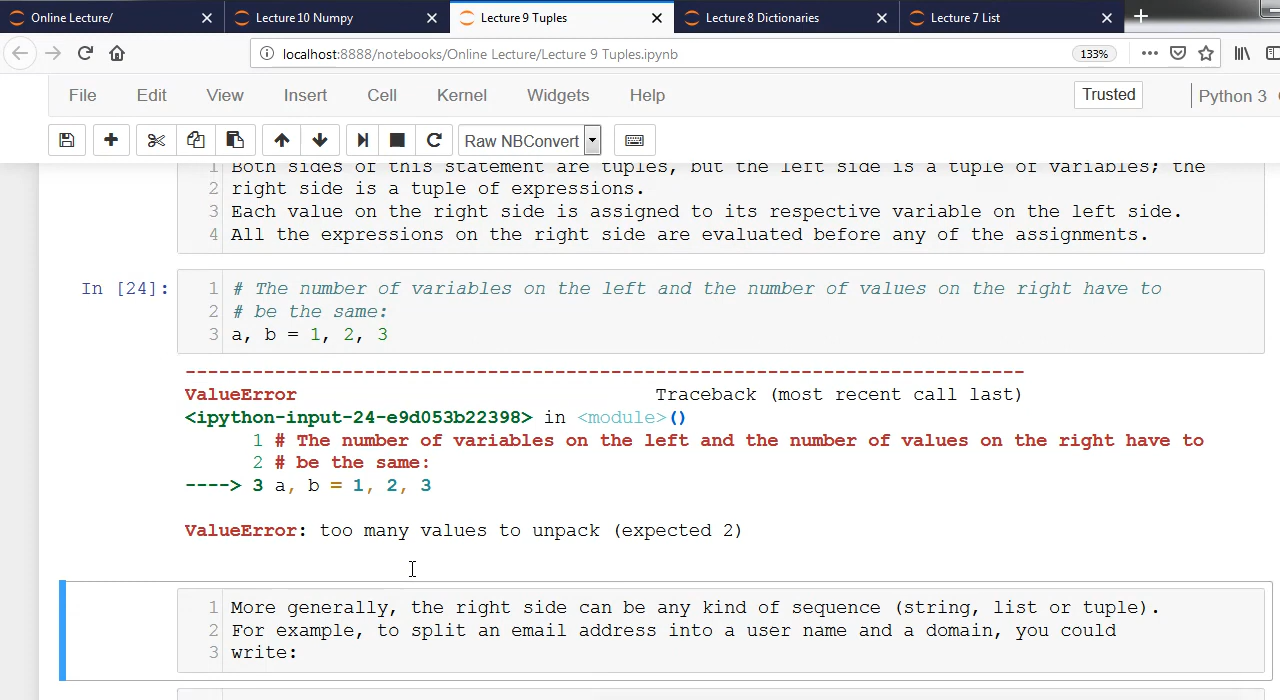 Online Lecture/
Lecture 10 Numpy
Lecture 9 Tuples
Lecture 8 Dictionaries
Lecture 7 List
localhost:8888/notebooks/Online Lecture/Lecture 9 Tuples.ipynb
133%
File Edit View Insert Cell Kernel Widgets Help
Trusted
Python 3
Raw NBConvert
1 Both sides of this statement are tuples, but the left side is a tuple of variables; the
2 right side is a tuple of expressions.
3 Each value on the right side is assigned to its respective variable on the left side.
4 All the expressions on the right side are evaluated before any of the assignments.
In [24]:
1 # The number of variables on the left and the number of values on the right have to
2 # be the same:
3 a, b = 1, 2, 3
---------------------------------------------------------------------------
ValueError Traceback (most recent call last)
<ipython-input-24-e9d053b22398> in <module>()
1 # The number of variables on the left and the number of values on the right have to
2 # be the same:
----> 3 a, b = 1, 2, 3
ValueError: too many values to unpack (expected 2)
1 More generally, the right side can be any kind of sequence (string, list or tuple).
2 For example, to split an email address into a user name and a domain, you could
3 write: